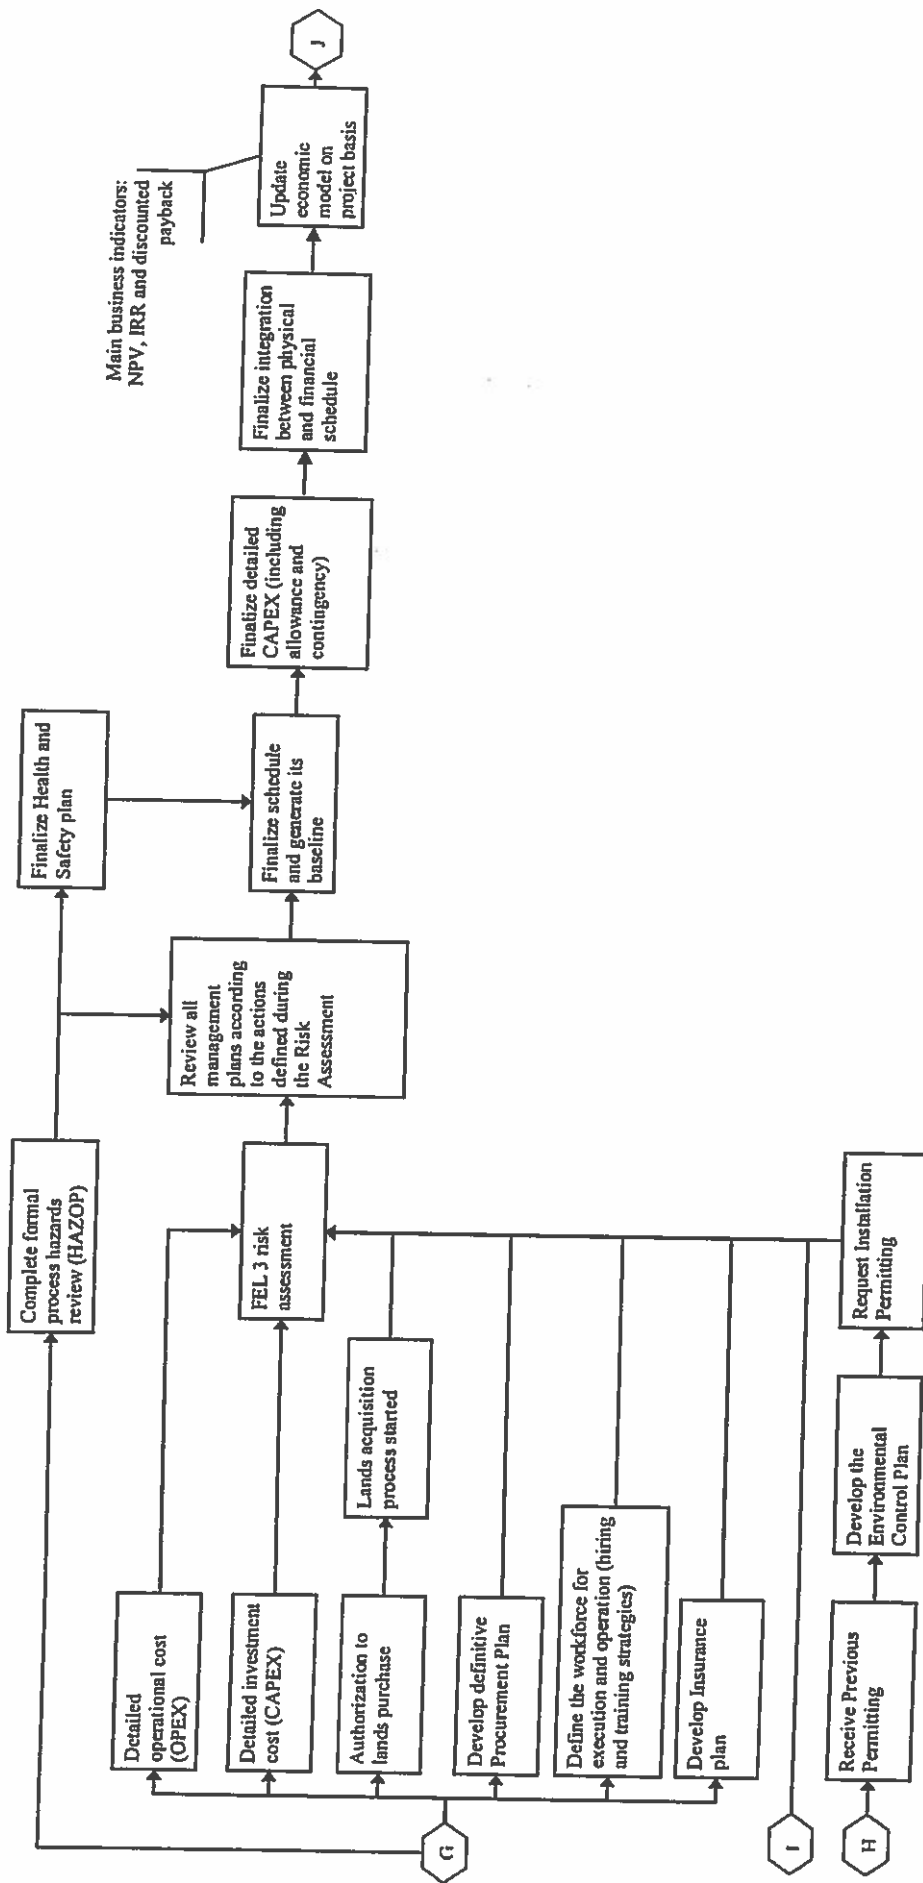 G
I
H
Complete formal
process hazards
review (HAZOP)
Finalize Health and
Safety plan
Detailed
operational cost
(OPEX)
Detailed investment
cost (CAPEX)
Authorization to
lands purchase
Lands acquisition
process started
Develop definitive
Procurement Plan
Define the workforce for
execution and operation (hiring
and training strategies)
Develop Insurance
plan
Receive Previous
Permitting
Develop the
Environmental
Control Plan
Request Installation
Permitting
FEL 3 risk
assessment
Review all
management
plans according
to the actions
defined during
the Risk
Assessment
Finalize schedule
and generate its
baseline
Finalize detailed
CAPEX (including
allowance and
contingency)
Finalize integration
between physical
and financial
schedule
Main business indicators:
NPV, IRR and discounted
payback
Update
economic
model on
project basis
J